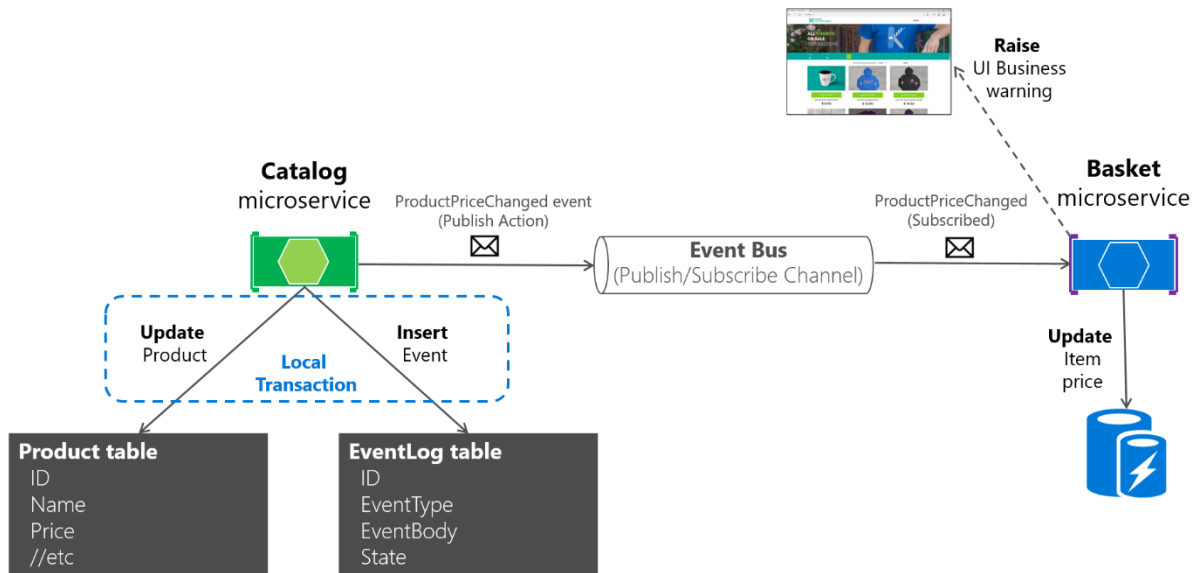 Raise
UI Business
warning
Catalog
microservice
ProductPriceChanged event
(Publish Action)
Event Bus
(Publish/Subscribe Channel)
ProductPriceChanged
(Subscribed)
Basket
microservice
Update
Product
Insert
Event
Local
Transaction
Update
Item
price
Product table
ID
Name
Price
//etc
EventLog table
ID
EventType
EventBody
State